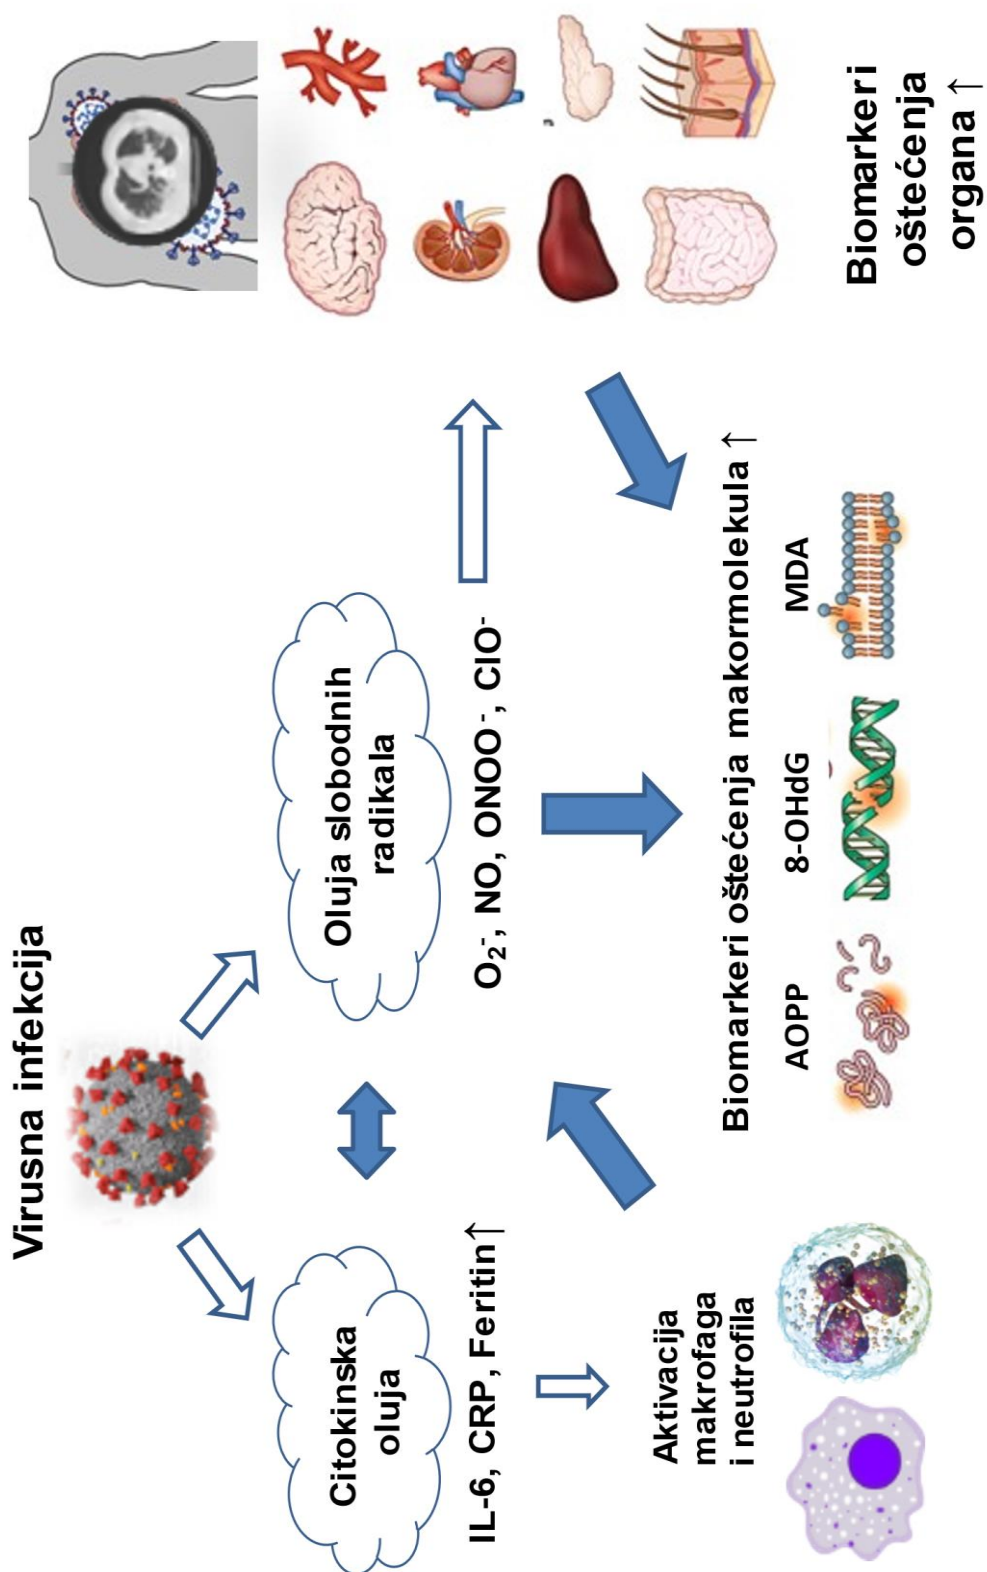 Virusna infekcija
Citokinska
oluja
IL-6, CRP, Feritin↑
Aktivacija
makrofaga
i neutrofila
Oluja slobodnih
radikala
O₂⁻, NO, ONOO⁻, ClO⁻
Biomarkeri oštećenja makormolekula ↑
AOPP
8-OHdG
MDA
Biomarkeri
oštećenja
organa ↑